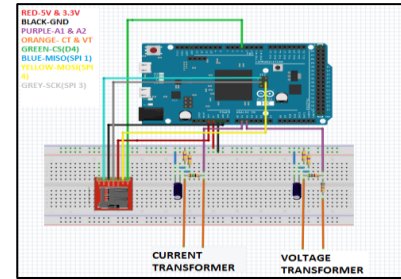 RED-5V & 3.3V
BLACK-GND
PURPLE-A1 & A2
ORANGE- CT & VT
GREEN-CS(D4)
BLUE-MISO(SPI 1)
YELLOW-MOSI(SPI
4)
GREY-SCK(SPI 3)
CURRENT
TRANSFORMER
VOLTAGE
TRANSFORMER